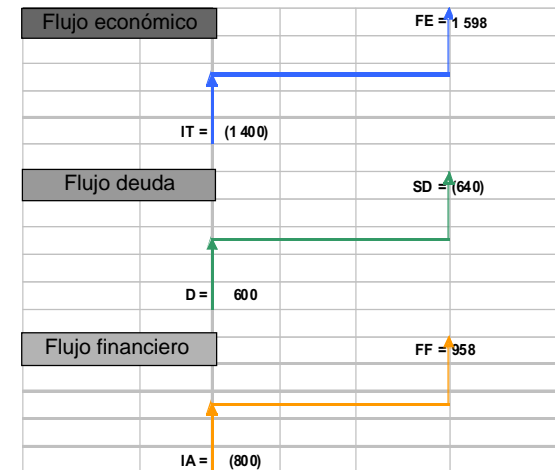 Flujo económico
FE = 1 598
IT = (1 400)
Flujo deuda
SD = (640)
D = 600
Flujo financiero
FF = 958
IA = (800)